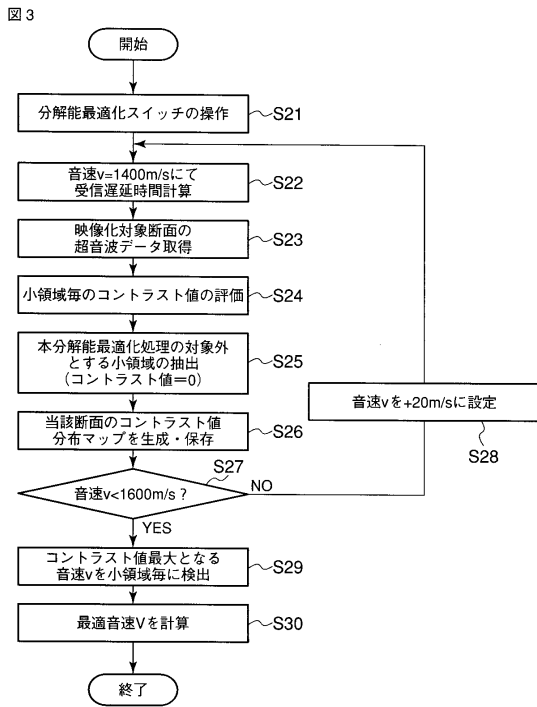 図3
開始
分解能最適化スイッチの操作
S21
音速v=1400m/sにて
受信遅延時間計算
S22
映像化対象断面の
超音波データ取得
S23
小領域毎のコントラスト値の評価
S24
本分解能最適化処理の対象外
とする小領域の抽出
(コントラスト値=0)
S25
音速vを+20m/sに設定
S28
当該断面のコントラスト値
分布マップを生成・保存
S26
S27
音速v<1600m/s?
NO
YES
コントラスト値最大となる
音速vを小領域毎に検出
S29
最適音速Vを計算
S30
終了